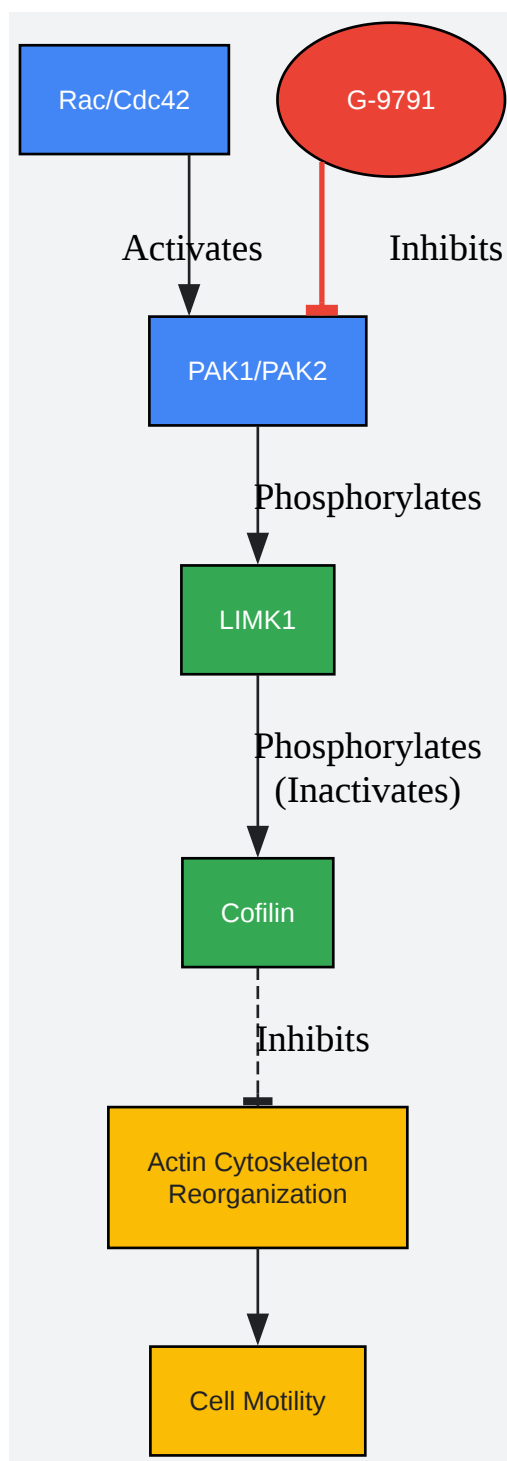 Rac/Cdc42
G-9791
Activates
Inhibits
PAK1/PAK2
Phosphorylates
LIMK1
Phosphorylates
(Inactivates)
Cofilin
Inhibits
Actin Cytoskeleton
Reorganization
Cell Motility